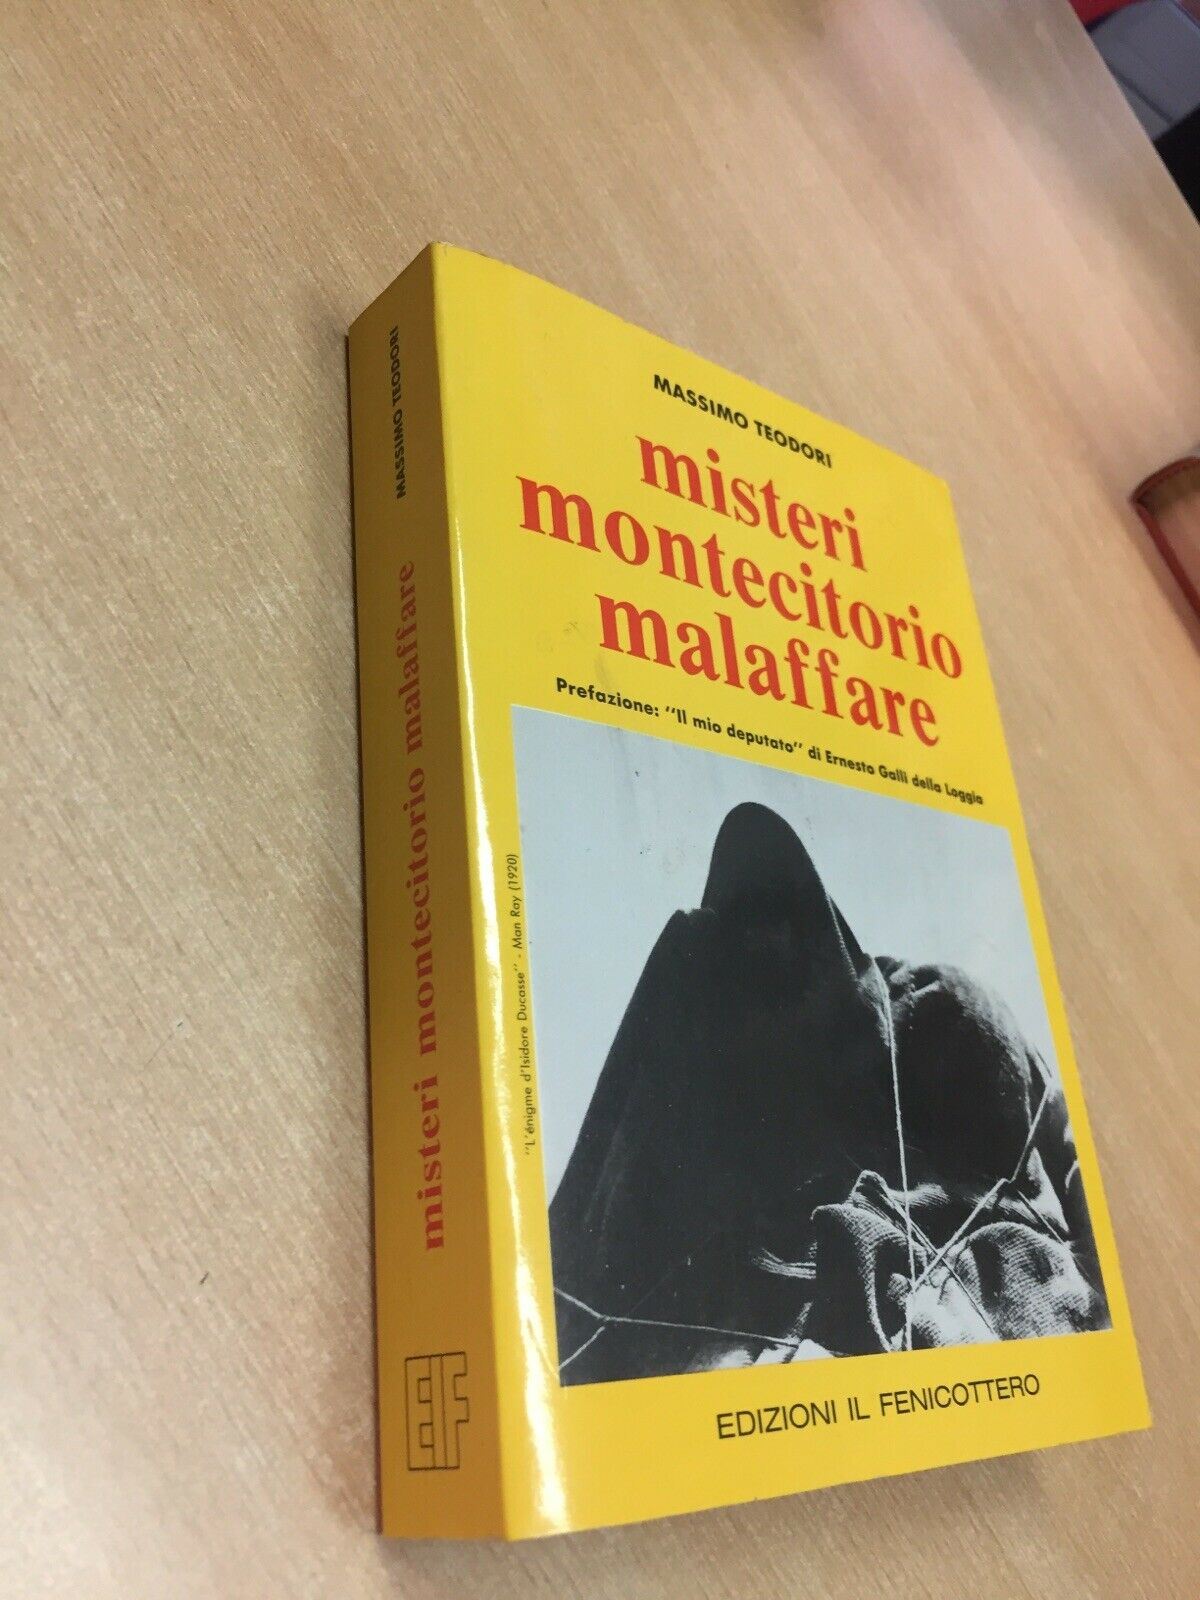 MASSIMO TEODORI
misteri
montecitorio
malaffare
Prefazione: "Il mio deputato" di Ernesto Galli della Loggia
"L'énigme d'Isidore Ducasse" - Man Ray (1920)
EDIZIONI IL FENICOTTERO
misteri montecitorio malaffare MASSIMO TEODORI
EIF